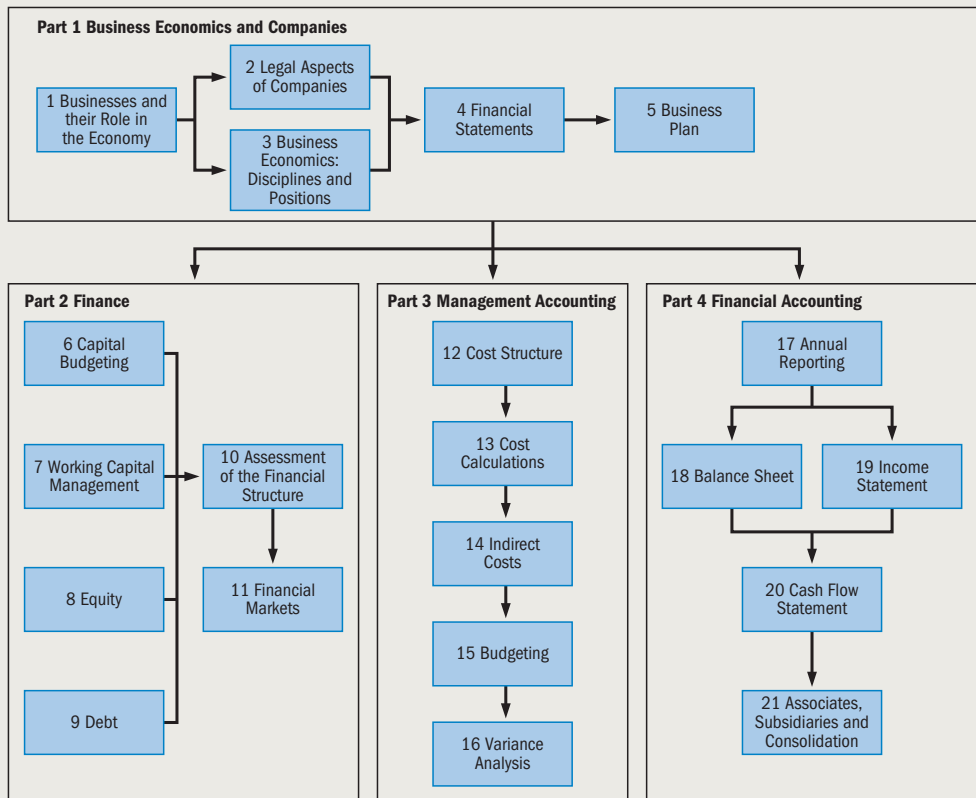 Part 1 Business Economics and Companies
1 Businesses and
their Role in
the Economy
2 Legal Aspects
of Companies
3 Business
Economics:
Disciplines and
Positions
4 Financial
Statements
5 Business
Plan
Part 2 Finance
6 Capital
Budgeting
7 Working Capital
Management
8 Equity
9 Debt
10 Assessment
of the Financial
Structure
11 Financial
Markets
Part 3 Management Accounting
12 Cost Structure
13 Cost
Calculations
14 Indirect
Costs
15 Budgeting
16 Variance
Analysis
Part 4 Financial Accounting
17 Annual
Reporting
18 Balance Sheet
19 Income
Statement
20 Cash Flow
Statement
21 Associates,
Subsidiaries and
Consolidation